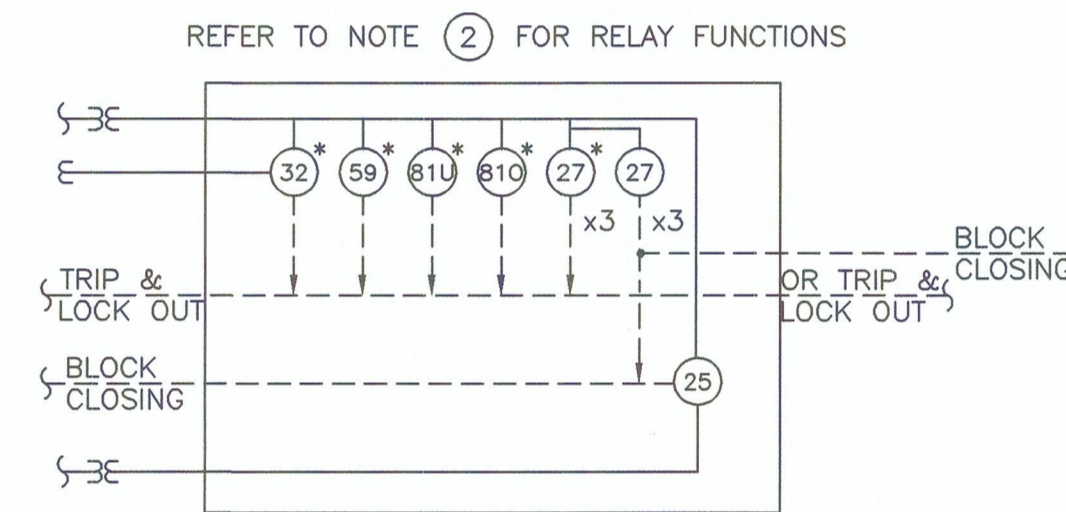 REFER TO NOTE 2 FOR RELAY FUNCTIONS
32 * 59 * 81U * 81O * 27 * 27
x3 x3
BLOCK
CLOSING
TRIP &
LOCK OUT
OR TRIP &
LOCK OUT
BLOCK
CLOSING
25